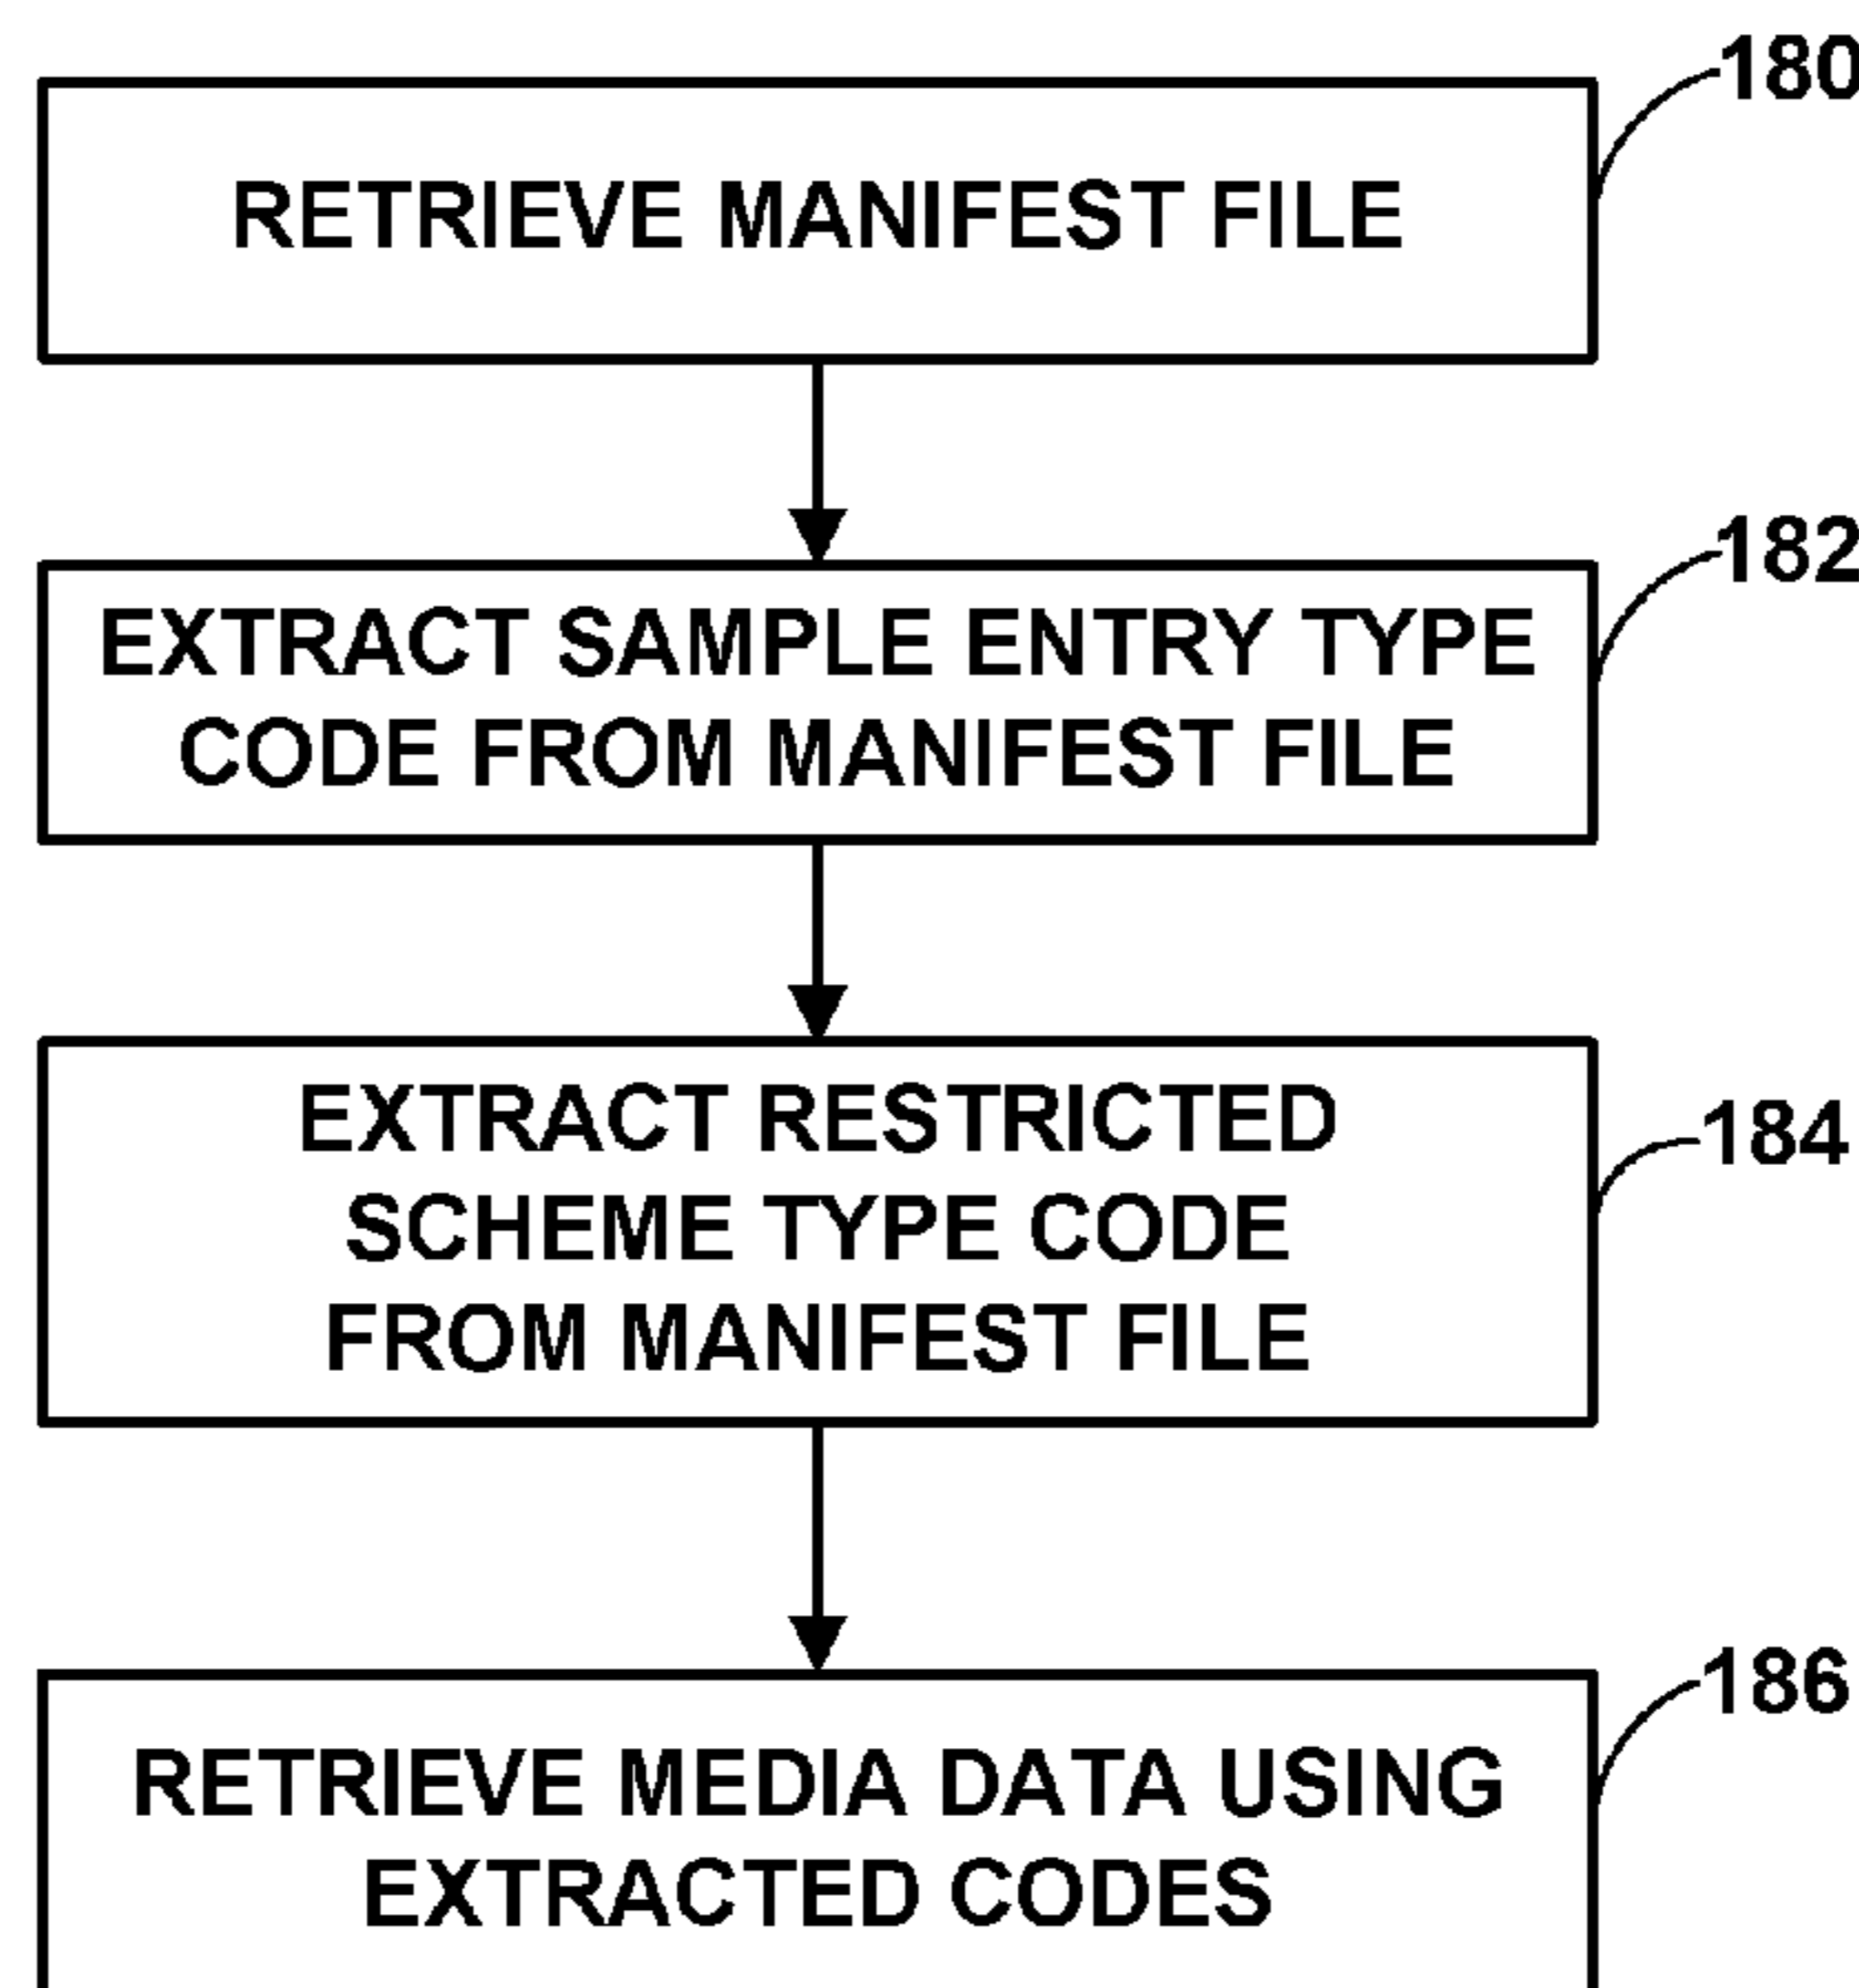 180
RETRIEVE MANIFEST FILE
182
EXTRACT SAMPLE ENTRY TYPE
CODE FROM MANIFEST FILE
184
EXTRACT RESTRICTED
SCHEME TYPE CODE
FROM MANIFEST FILE
186
RETRIEVE MEDIA DATA USING
EXTRACTED CODES